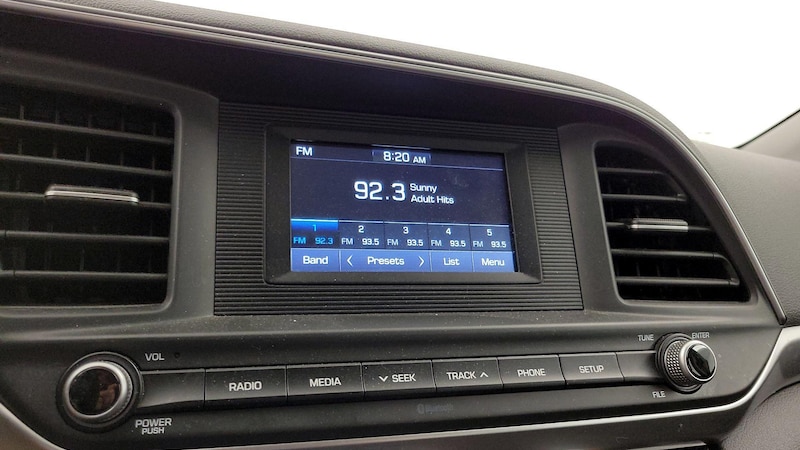 FM 8:20 AM
92.3 Sunny
Adult Hits
1 2 3 4 5
FM 92.3 FM 93.5 FM 93.5 FM 93.5 FM 93.5
Band < Presets > List Menu
VOL
TUNE ENTER
RADIO MEDIA ∨ SEEK TRACK ∧ PHONE SETUP
POWER
PUSH
FILE